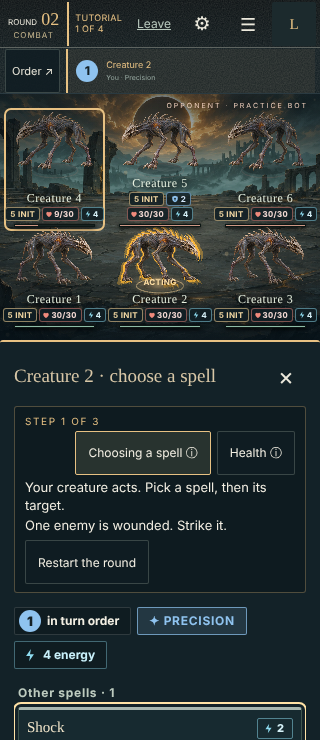 ROUND 02
COMBAT
TUTORIAL
1 OF 4
Leave
L
Order ↗
1
Creature 2
You · Precision
OPPONENT · PRACTICE BOT
Creature 4
5 INIT 9/30 4
Creature 5
5 INIT 2
30/30 4
Creature 6
5 INIT 30/30 4
Creature 1
5 INIT 30/30 4
ACTING
Creature 2
5 INIT 30/30 4
Creature 3
5 INIT 30/30 4
Creature 2 · choose a spell
STEP 1 OF 3
Choosing a spell ⓘ
Health ⓘ
Your creature acts. Pick a spell, then its
target.
One enemy is wounded. Strike it.
Restart the round
1 in turn order
PRECISION
4 energy
Other spells · 1
Shock
2